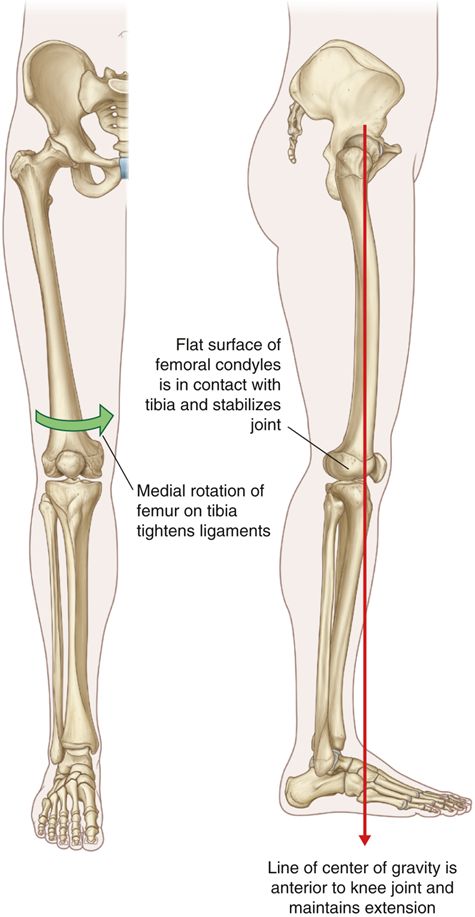 Flat surface of
femoral condyles
is in contact with
tibia and stabilizes
joint
Medial rotation of
femur on tibia
tightens ligaments
Line of center of gravity is
anterior to knee joint and
maintains extension